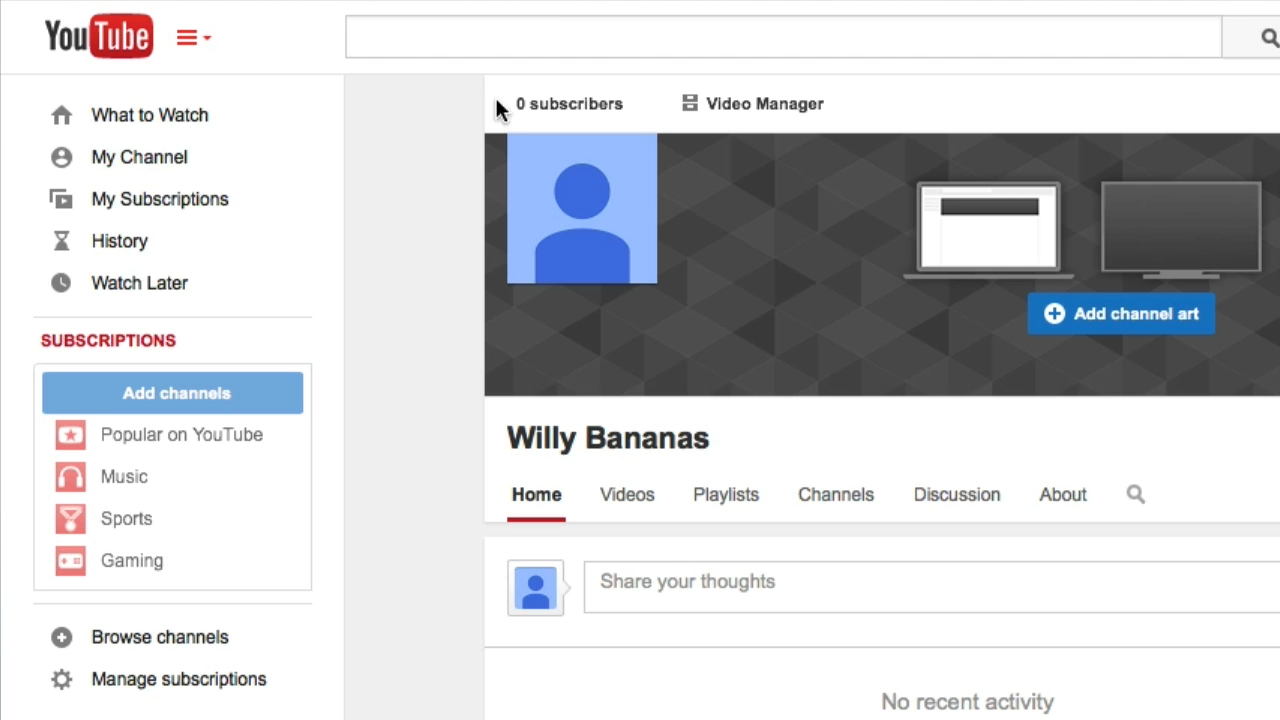 YouTube
0 subscribers
Video Manager
What to Watch
My Channel
My Subscriptions
History
Watch Later
SUBSCRIPTIONS
Add channels
Popular on YouTube
Music
Sports
Gaming
Browse channels
Manage subscriptions
Add channel art
Willy Bananas
Home Videos Playlists Channels Discussion About
Share your thoughts
No recent activity